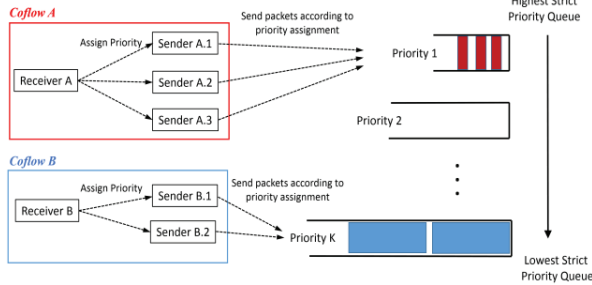 Highest Strict
Priority Queue
Coflow A
Send packets according to
priority assignment
Assign Priority
Sender A.1
Receiver A
Sender A.2
Sender A.3
Priority 1
Priority 2
Coflow B
Assign Priority
Send packets according to
priority assignment
Sender B.1
Receiver B
Sender B.2
Priority K
Lowest Strict
Priority Queue